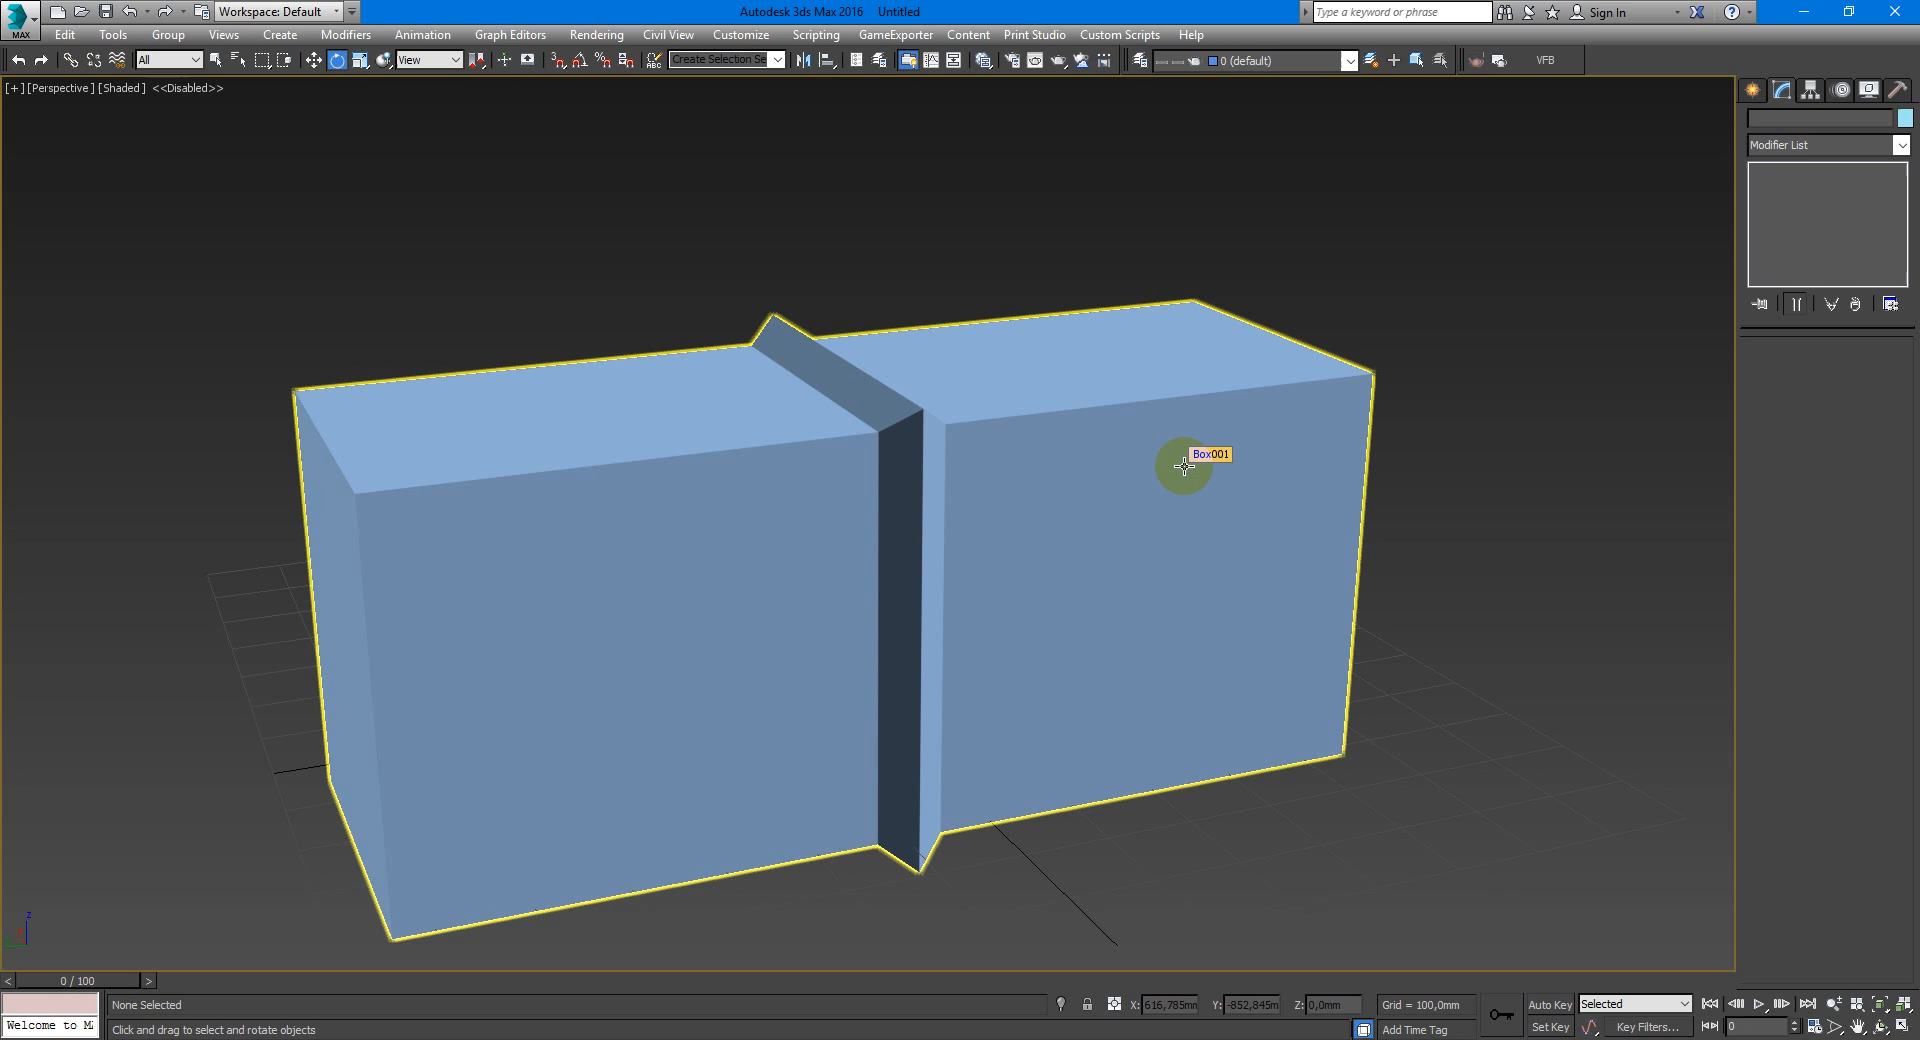 Workspace: Default
Autodesk 3ds Max 2016 Untitled
Type a keyword or phrase
Sign In
MAX
Edit Tools Group Views Create Modifiers Animation Graph Editors Rendering Civil View Customize Scripting GameExporter Content Print Studio Custom Scripts Help
All
View
Create Selection Se
0 (default)
VFB
[+][Perspective][Shaded] <<Disabled>>
Modifier List
Box001
z
< 0 / 100 >
None Selected
X: 616,785mm Y: -852,845m Z: 0,0mm
Grid = 100,0mm
Auto Key
Selected
Welcome to M
Click and drag to select and rotate objects
Add Time Tag
Set Key
Key Filters...
0